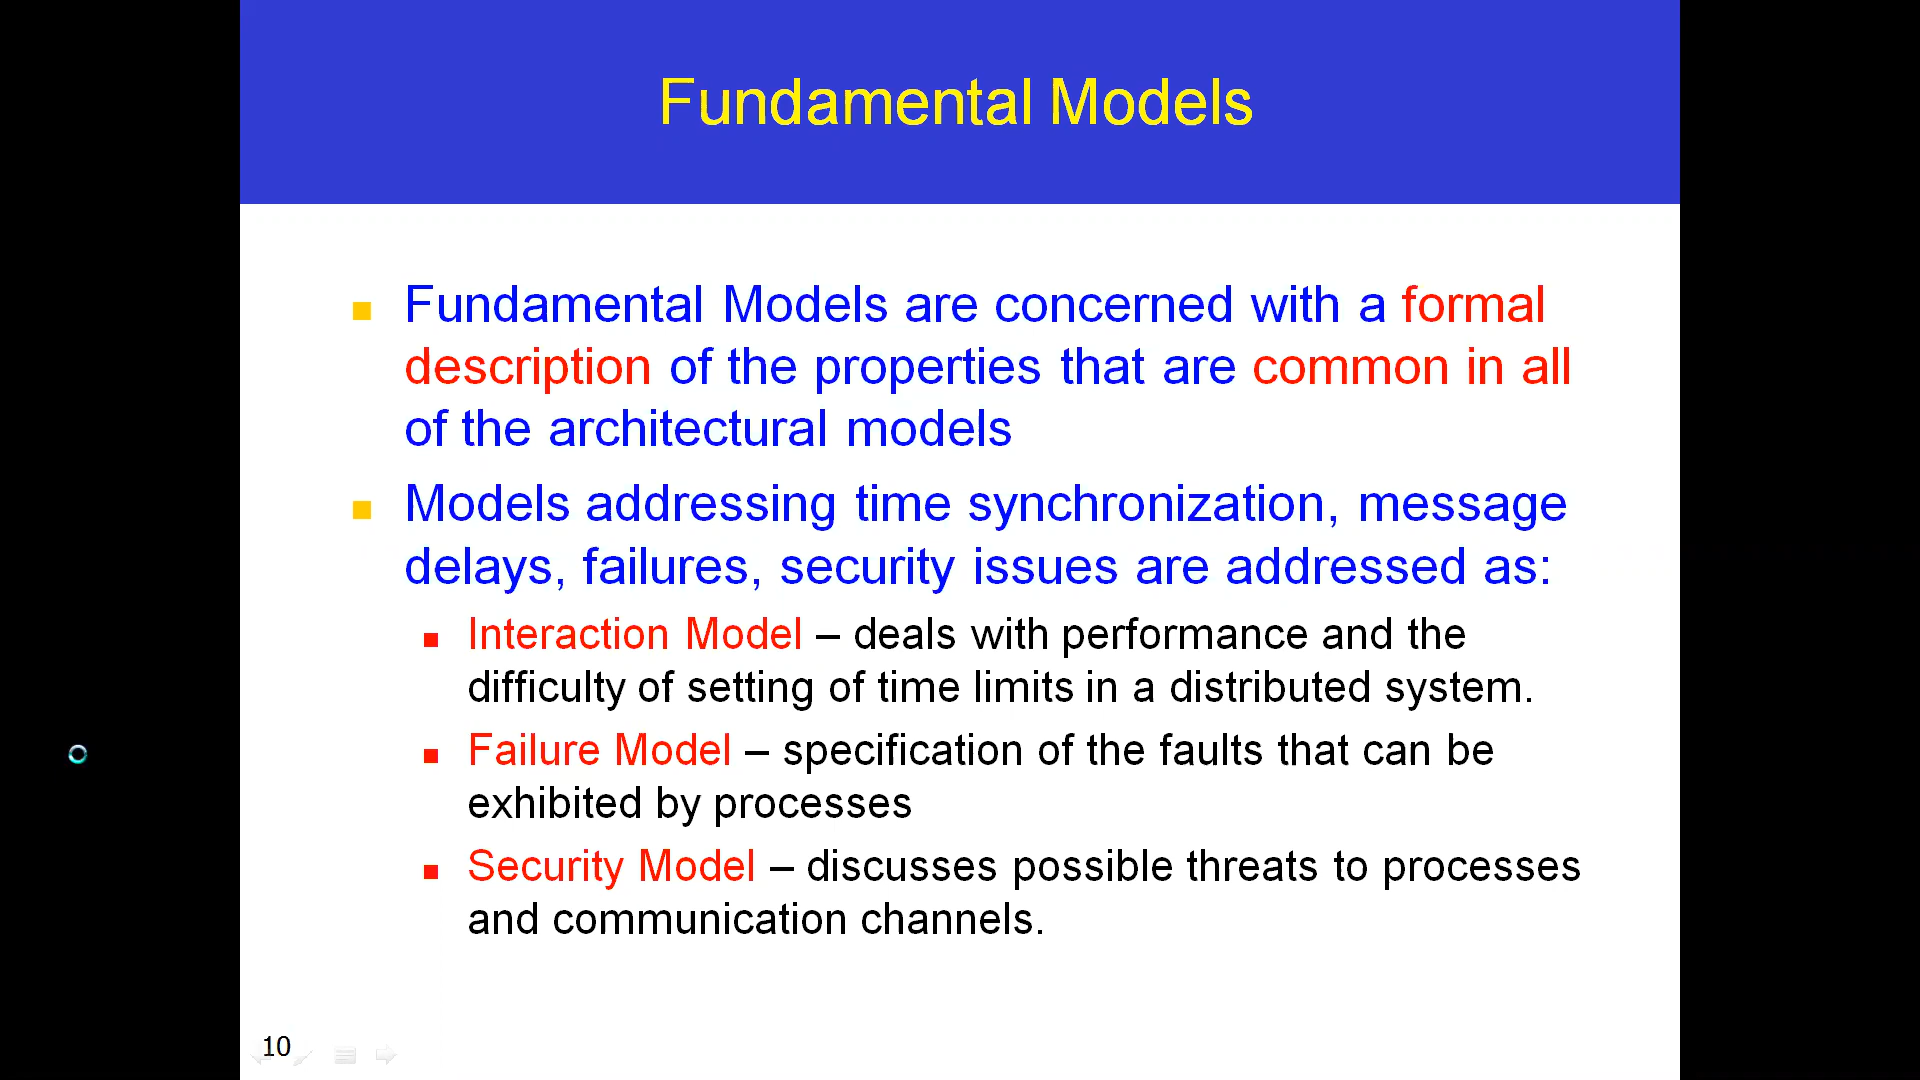 Fundamental Models
Fundamental Models are concerned with a formal
description of the properties that are common in all
of the architectural models
Models addressing time synchronization, message
delays, failures, security issues are addressed as:
Interaction Model – deals with performance and the
difficulty of setting of time limits in a distributed system.
Failure Model – specification of the faults that can be
exhibited by processes
Security Model – discusses possible threats to processes
and communication channels.
10